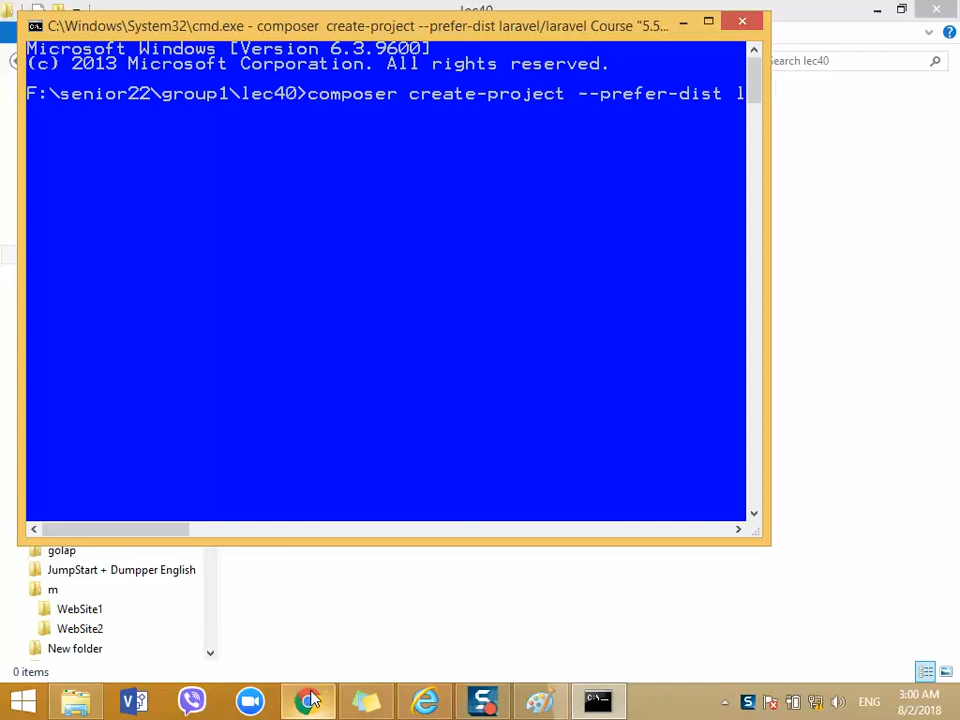 C:\Windows\System32\cmd.exe - composer create-project --prefer-dist laravel/laravel Course "5.5...
Microsoft Windows [Version 6.3.9600]
(c) 2013 Microsoft Corporation. All rights reserved.
F:\senior22\group1\lec40>composer create-project --prefer-dist l
Search lec40
golap
JumpStart + Dumpper English
m
WebSite1
WebSite2
New folder
0 items
ENG
3:00 AM
8/2/2018